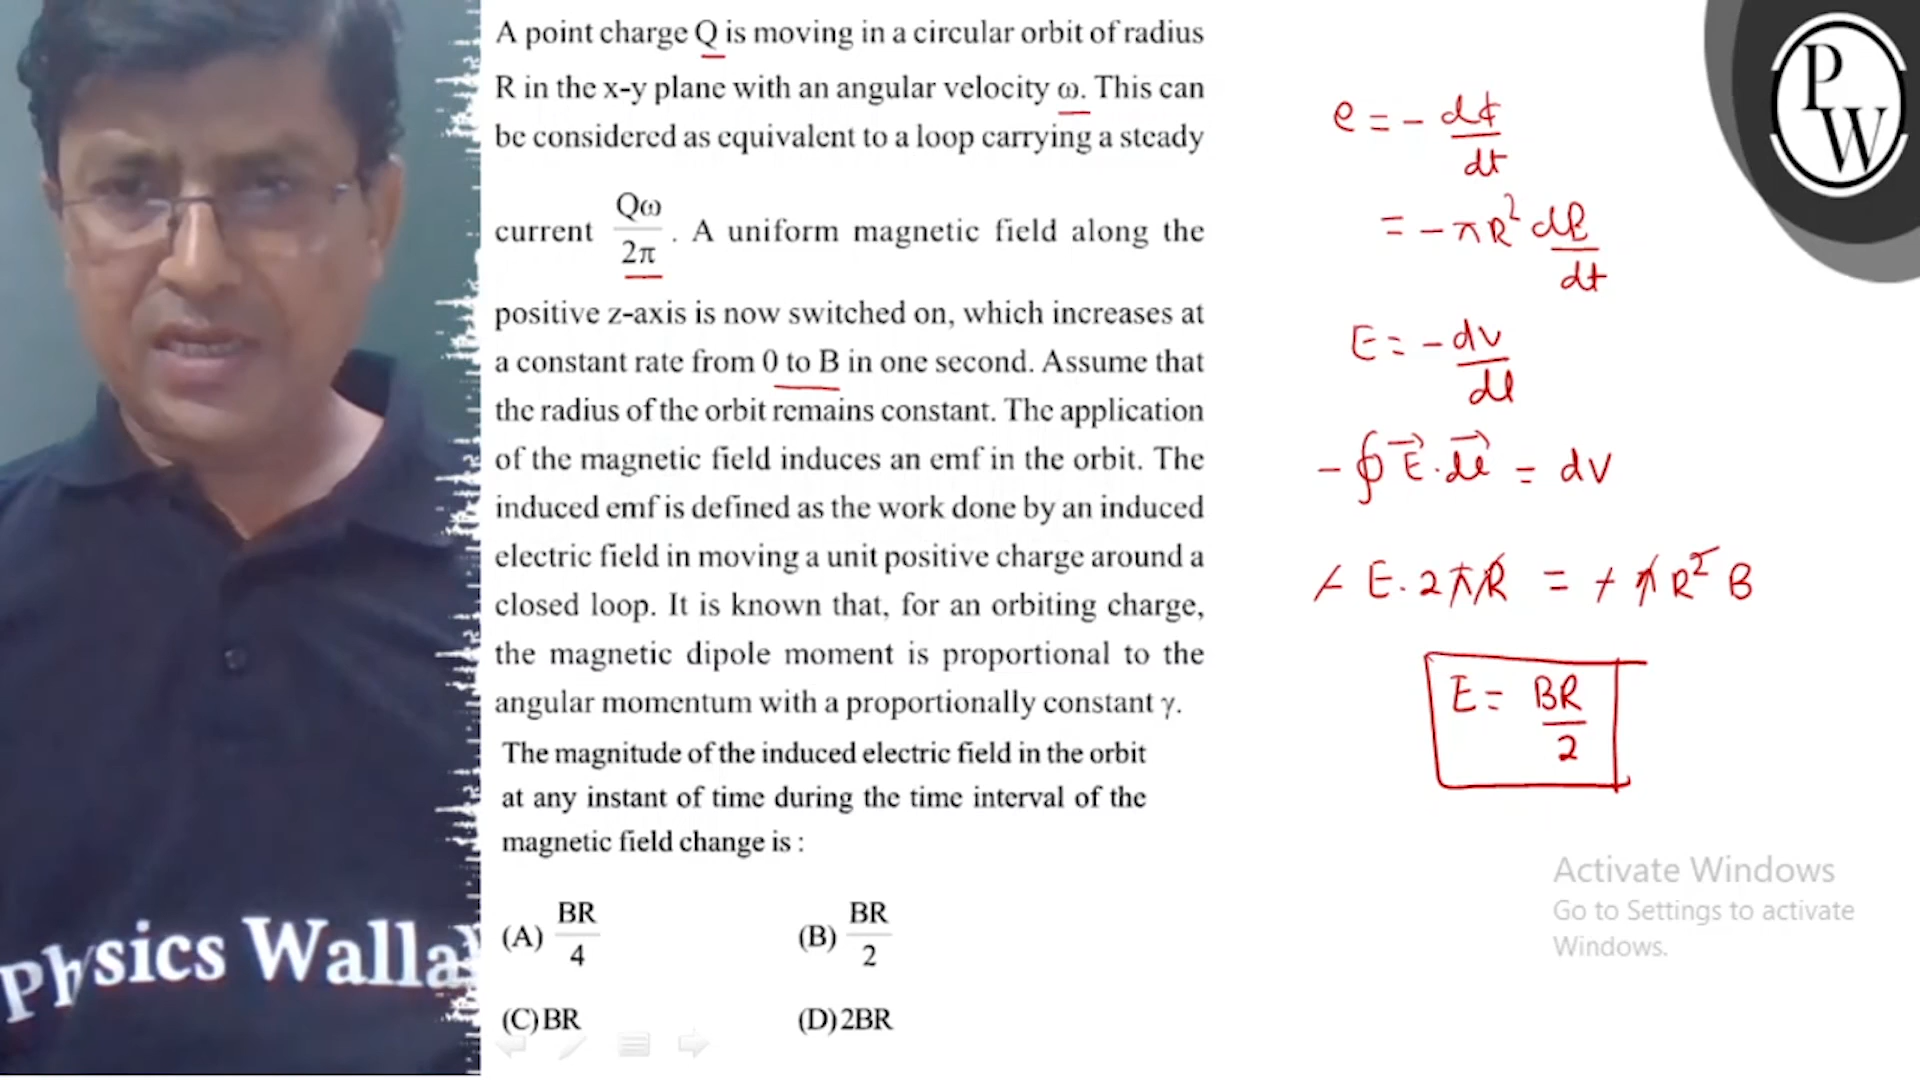 A point charge Q is moving in a circular orbit of radius
R in the x-y plane with an angular velocity ω. This can
be considered as equivalent to a loop carrying a steady
current Qω/2π. A uniform magnetic field along the
positive z-axis is now switched on, which increases at
a constant rate from 0 to B in one second. Assume that
the radius of the orbit remains constant. The application
of the magnetic field induces an emf in the orbit. The
induced emf is defined as the work done by an induced
electric field in moving a unit positive charge around a
closed loop. It is known that, for an orbiting charge,
the magnetic dipole moment is proportional to the
angular momentum with a proportionally constant γ.
The magnitude of the induced electric field in the orbit
at any instant of time during the time interval of the
magnetic field change is :
(A) BR/4 (B) BR/2
(C) BR (D) 2BR
e = - dϕ/dt
= - πR² dB/dt
E = - dv/dl
- ∮ E⃗ . dl⃗ = dv
- E . 2πR = + πR² B
E = BR/2
PW
Physics Walla
Activate Windows
Go to Settings to activate
Windows.